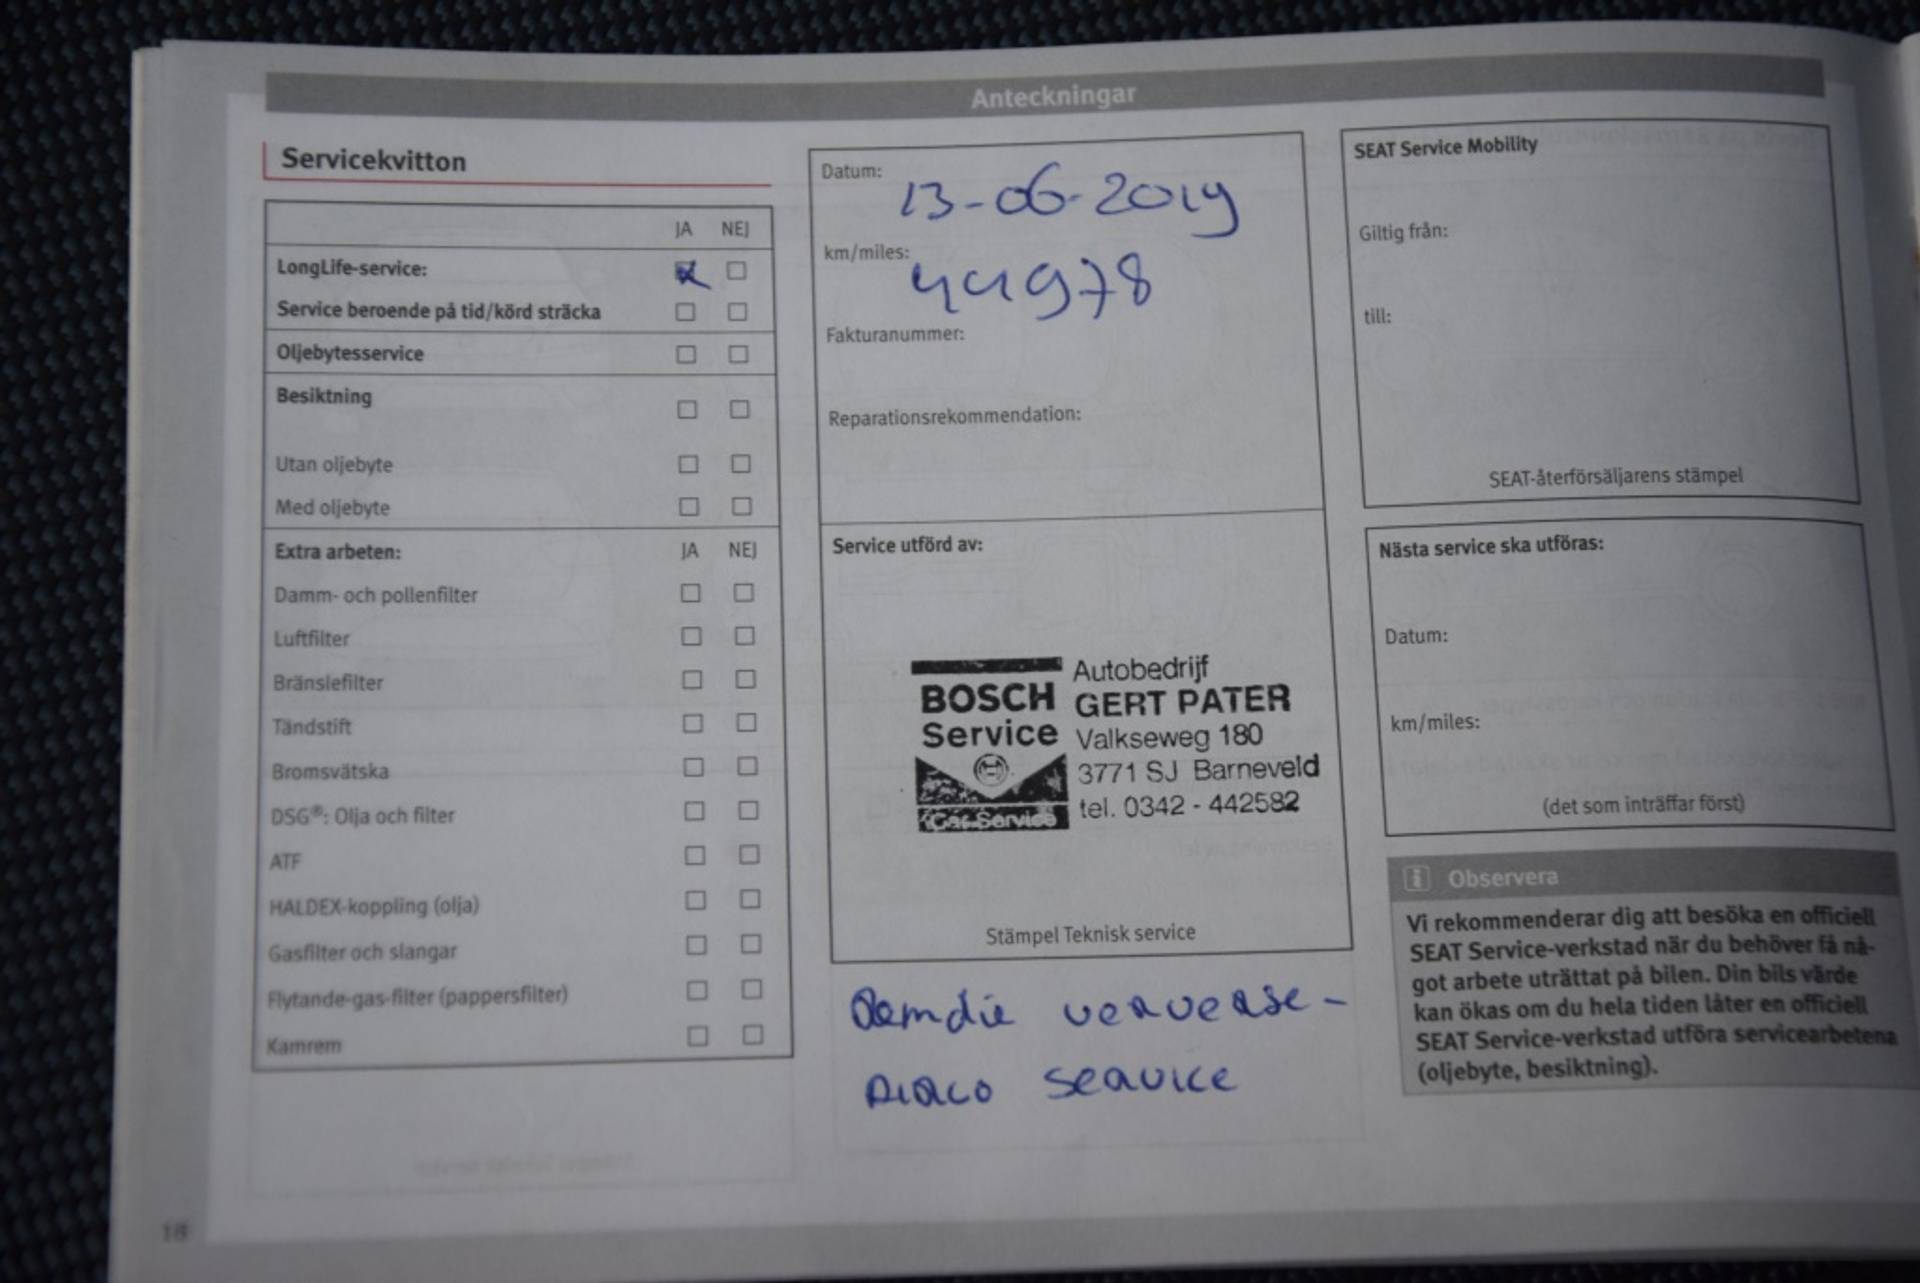 Anteckningar
Servicekvitton
JA NEJ
LongLife-service:
Service beroende på tid/körd sträcka
Oljebytesservice
Besiktning
Utan oljebyte
Med oljebyte
Extra arbeten: JA NEJ
Damm- och pollenfilter
Luftfilter
Bränslefilter
Tändstift
Bromsvätska
DSG®: Olja och filter
ATF
HALDEX-koppling (olja)
Gasfilter och slangar
Flytande-gas-filter (pappersfilter)
Kamrem
Datum: 13-06-2019
km/miles: 44978
Fakturanummer:
Reparationsrekommendation:
Service utförd av:
BOSCH
Service
Car Service
Autobedrijf
GERT PATER
Valkseweg 180
3771 SJ Barneveld
tel. 0342 - 442582
Stämpel Teknisk service
Remdie ververse-
Airco service
SEAT Service Mobility
Giltig från:
till:
SEAT-återförsäljarens stämpel
Nästa service ska utföras:
Datum:
km/miles:
(det som inträffar först)
i Observera
Vi rekommenderar dig att besöka en officiell
SEAT Service-verkstad när du behöver få nå-
got arbete uträttat på bilen. Din bils värde
kan ökas om du hela tiden låter en officiell
SEAT Service-verkstad utföra servicearbetena
(oljebyte, besiktning).
18